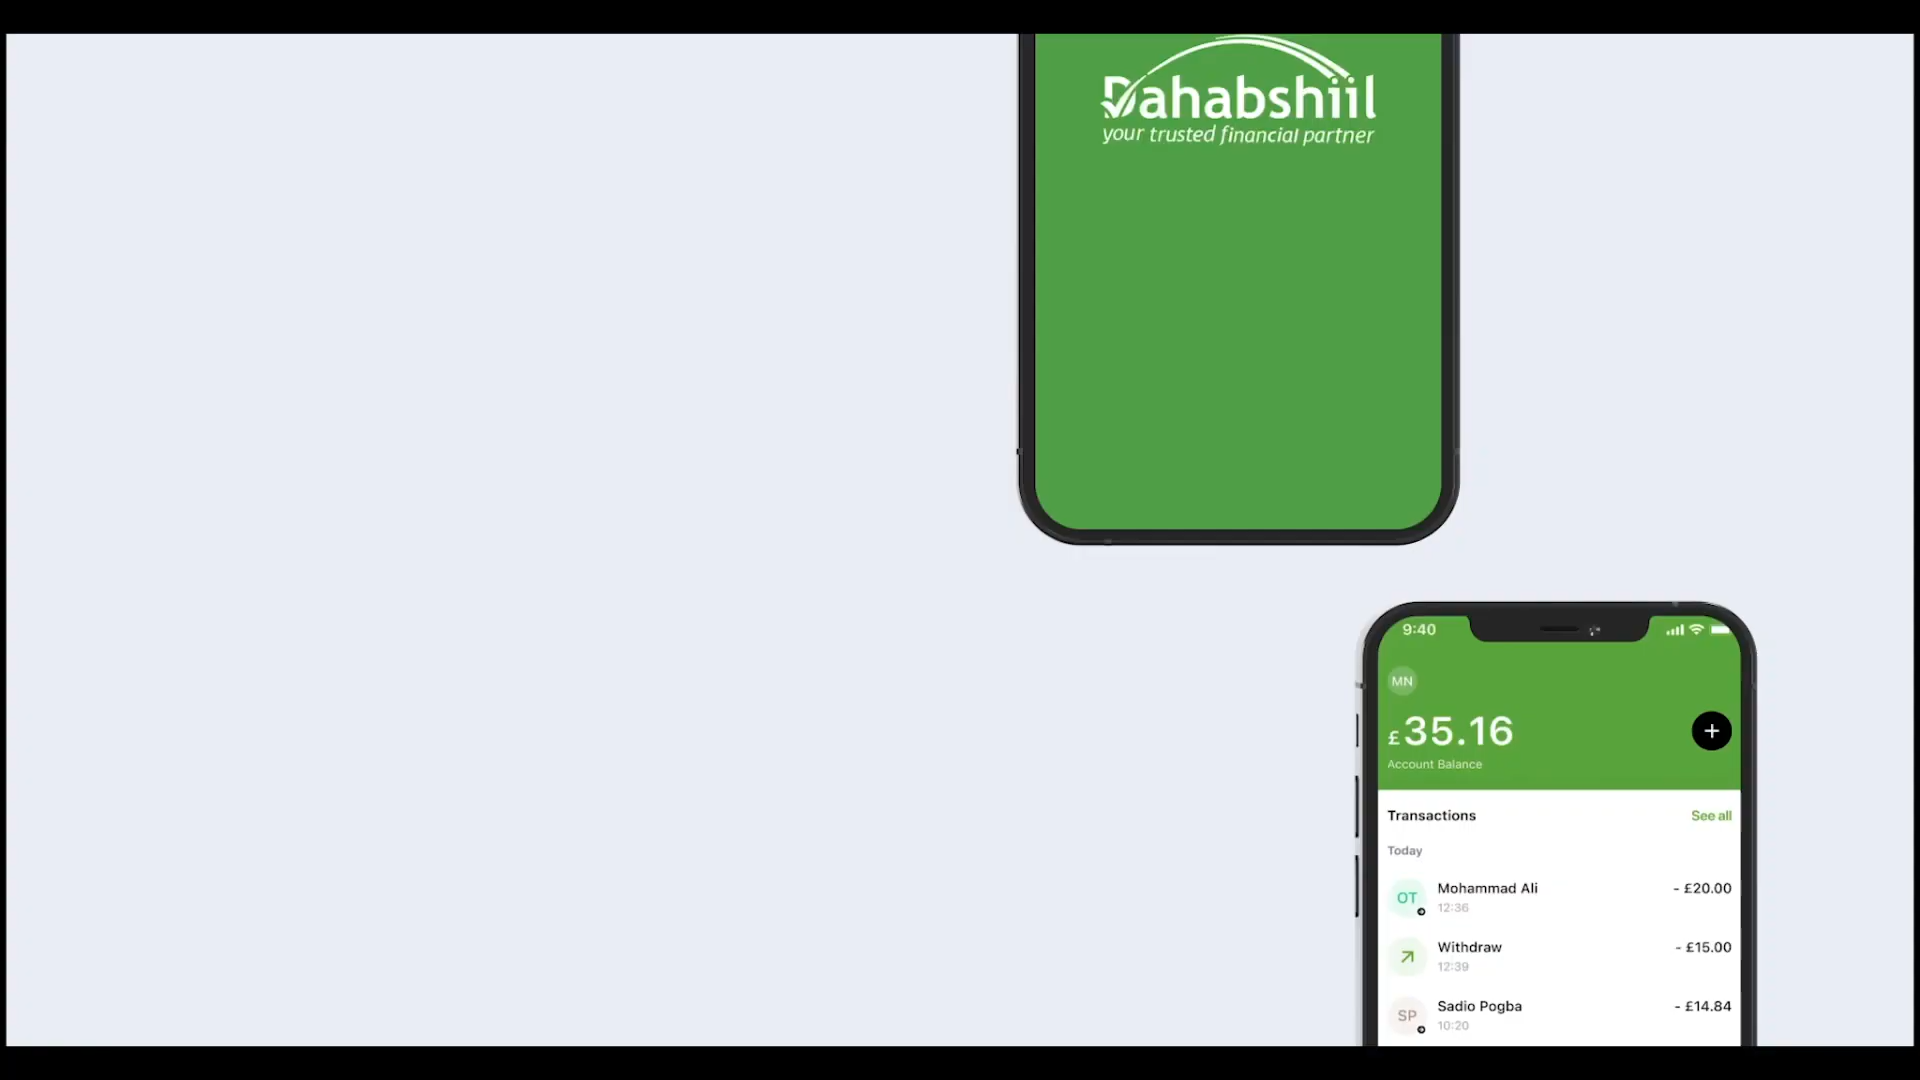 Dahabshiil
your trusted financial partner
9:40
MN
£35.16
Account Balance
Transactions
See all
Today
OT
Mohammad Ali
- £20.00
12:36
Withdraw
- £15.00
12:39
SP
Sadio Pogba
- £14.84
10:20